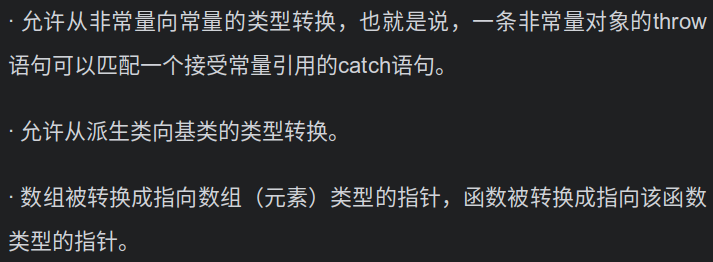 · 允许从非常量向常量的类型转换，也就是说，一条非常量对象的throw
语句可以匹配一个接受常量引用的catch语句。
· 允许从派生类向基类的类型转换。
· 数组被转换成指向数组（元素）类型的指针，函数被转换成指向该函数
类型的指针。